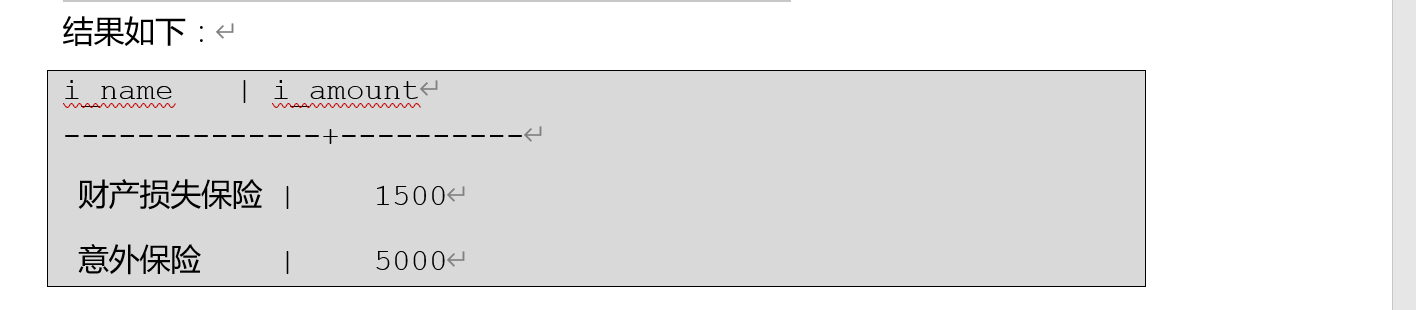 结果如下：
i_name    | i_amount
--------------+----------
财产损失保险 |     1500
意外保险     |     5000